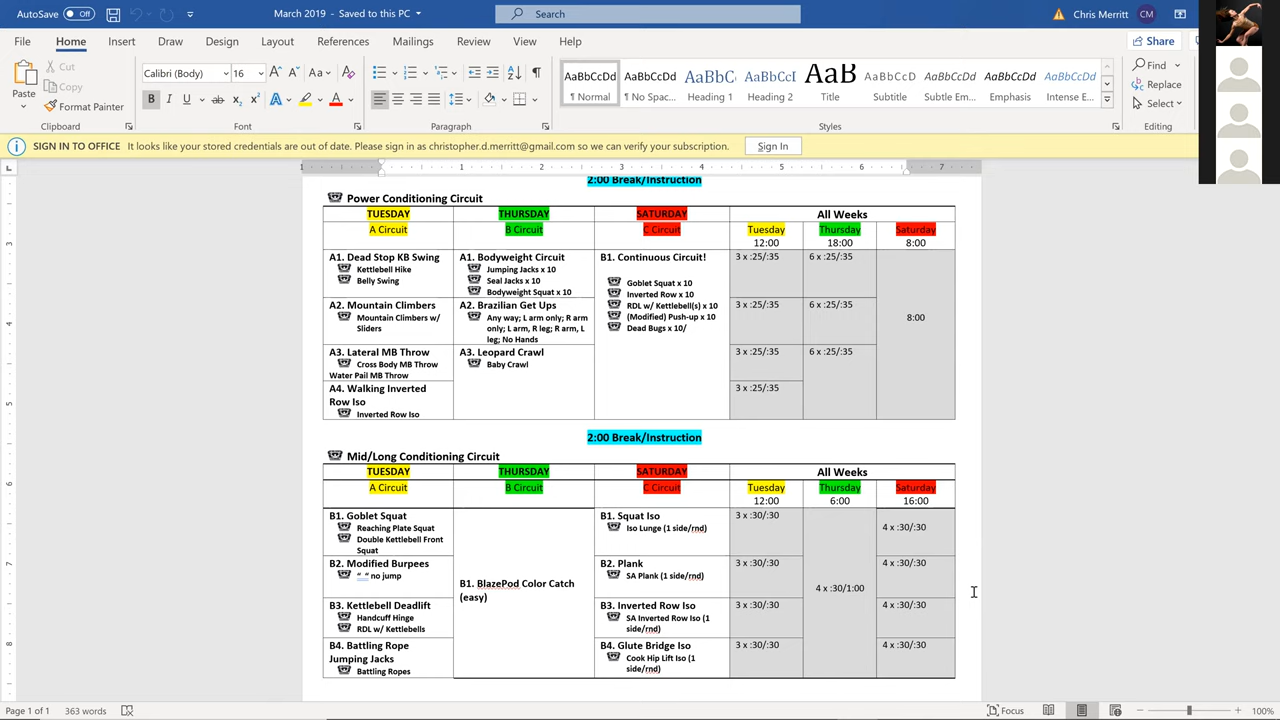 AutoSave Off March 2019 - Saved to this PC Search Chris Merritt CM
File Home Insert Draw Design Layout References Mailings Review View Help Share
Paste Cut Copy Format Painter
Calibri (Body) 16
AaBbCcDd AaBbCcDd AaBbC AaBbCcI AaB AaBbCcD AaBbCcDd AaBbCcDd AaBbCcDd
¶ Normal ¶ No Spac... Heading 1 Heading 2 Title Subtitle Subtle Em... Emphasis Intense E...
Find Replace Select
Clipboard Font Paragraph Styles Editing
SIGN IN TO OFFICE It looks like your stored credentials are out of date. Please sign in as christopher.d.merritt@gmail.com so we can verify your subscription. Sign In
2:00 Break/Instruction
Power Conditioning Circuit
TUESDAY THURSDAY SATURDAY All Weeks
A Circuit B Circuit C Circuit Tuesday Thursday Saturday
12:00 18:00 8:00
A1. Dead Stop KB Swing
Kettlebell Hike
Belly Swing
A1. Bodyweight Circuit
Jumping Jacks x 10
Seal Jacks x 10
Bodyweight Squat x 10
B1. Continuous Circuit!
Goblet Squat x 10
Inverted Row x 10
RDL w/ Kettlebell(s) x 10
(Modified) Push-up x 10
Dead Bugs x 10/
3 x :25/:35 6 x :25/:35
8:00
A2. Mountain Climbers
Mountain Climbers w/
Sliders
A2. Brazilian Get Ups
Any way; L arm only; R arm
only; L arm, R leg; R arm, L
leg; No Hands
3 x :25/:35 6 x :25/:35
A3. Lateral MB Throw
Cross Body MB Throw
Water Pail MB Throw
A3. Leopard Crawl
Baby Crawl
3 x :25/:35 6 x :25/:35
A4. Walking Inverted
Row Iso
Inverted Row Iso
3 x :25/:35
2:00 Break/Instruction
Mid/Long Conditioning Circuit
TUESDAY THURSDAY SATURDAY All Weeks
A Circuit B Circuit C Circuit Tuesday Thursday Saturday
12:00 6:00 16:00
B1. Goblet Squat
Reaching Plate Squat
Double Kettlebell Front
Squat
B1. BlazePod Color Catch
(easy)
B1. Squat Iso
Iso Lunge (1 side/rnd)
3 x :30/:30 4 x :30/1:00 4 x :30/:30
B2. Modified Burpees
“ “ no jump
B2. Plank
SA Plank (1 side/rnd)
3 x :30/:30 4 x :30/:30
B3. Kettlebell Deadlift
Handcuff Hinge
RDL w/ Kettlebells
B3. Inverted Row Iso
SA Inverted Row Iso (1
side/rnd)
3 x :30/:30 4 x :30/:30
B4. Battling Rope
Jumping Jacks
Battling Ropes
B4. Glute Bridge Iso
Cook Hip Lift Iso (1
side/rnd)
3 x :30/:30 4 x :30/:30
Page 1 of 1 363 words Focus 100%